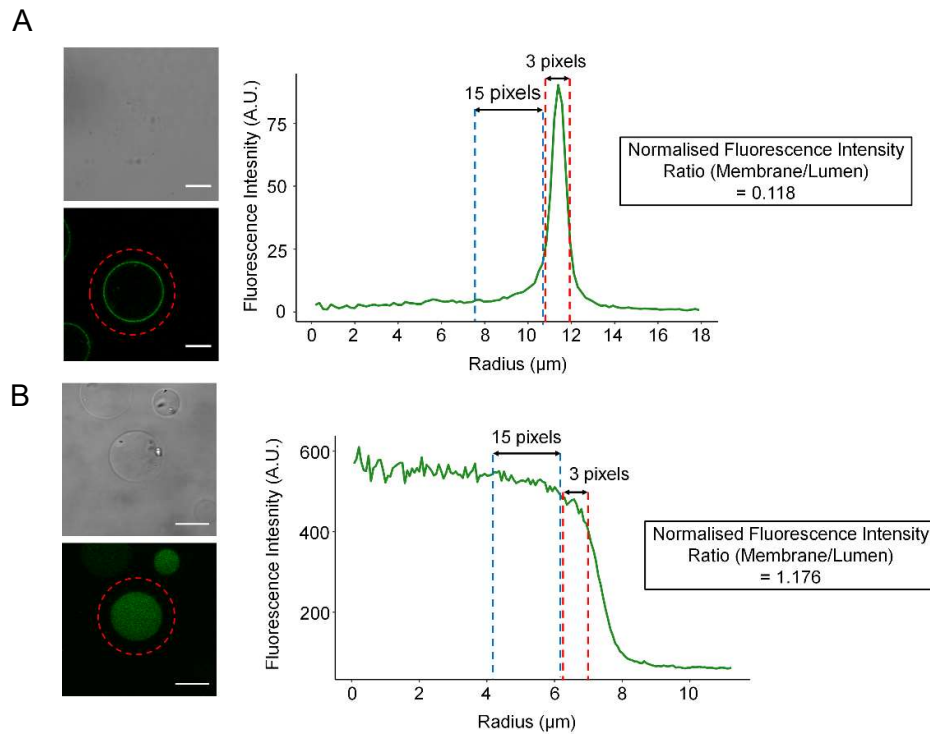 A
3 pixels
15 pixels
Fluorescence Intesnity (A.U.)
75
50
25
0
0 2 4 6 8 10 12 14 16 18
Radius (µm)
Normalised Fluorescence Intensity
Ratio (Membrane/Lumen)
= 0.118
B
15 pixels
3 pixels
Fluorescence Intesnity (A.U.)
600
400
200
0 2 4 6 8 10
Radius (µm)
Normalised Fluorescence Intensity
Ratio (Membrane/Lumen)
= 1.176